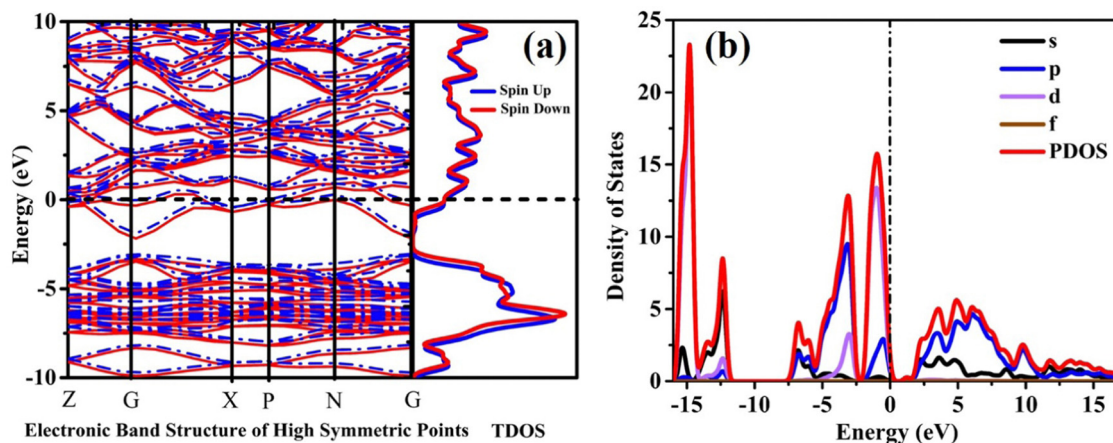 10
5
0
-5
-10
Energy (eV)
(a)
Spin Up
Spin Down
Z G X P N G
Electronic Band Structure of High Symmetric Points TDOS
25
20
15
10
5
0
Density of States
(b)
s
p
d
f
PDOS
-15 -10 -5 0 5 10 15
Energy (eV)